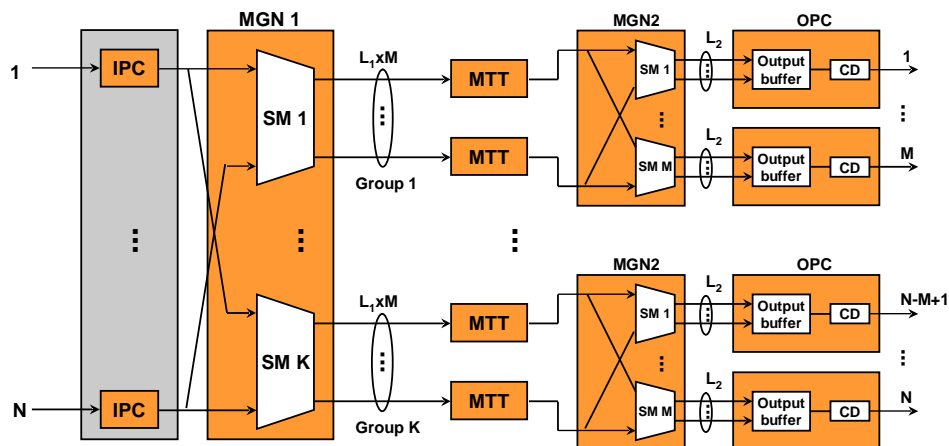 MGN 1
MGN2
OPC
1
IPC
L1xM
MTT
SM 1
L2
Output
buffer
CD
1
SM 1
MTT
Group 1
SM M
L2
Output
buffer
CD
M
MGN2
OPC
L1xM
MTT
SM 1
L2
Output
buffer
CD
N-M+1
SM K
N
IPC
MTT
Group K
SM M
L2
Output
buffer
CD
N